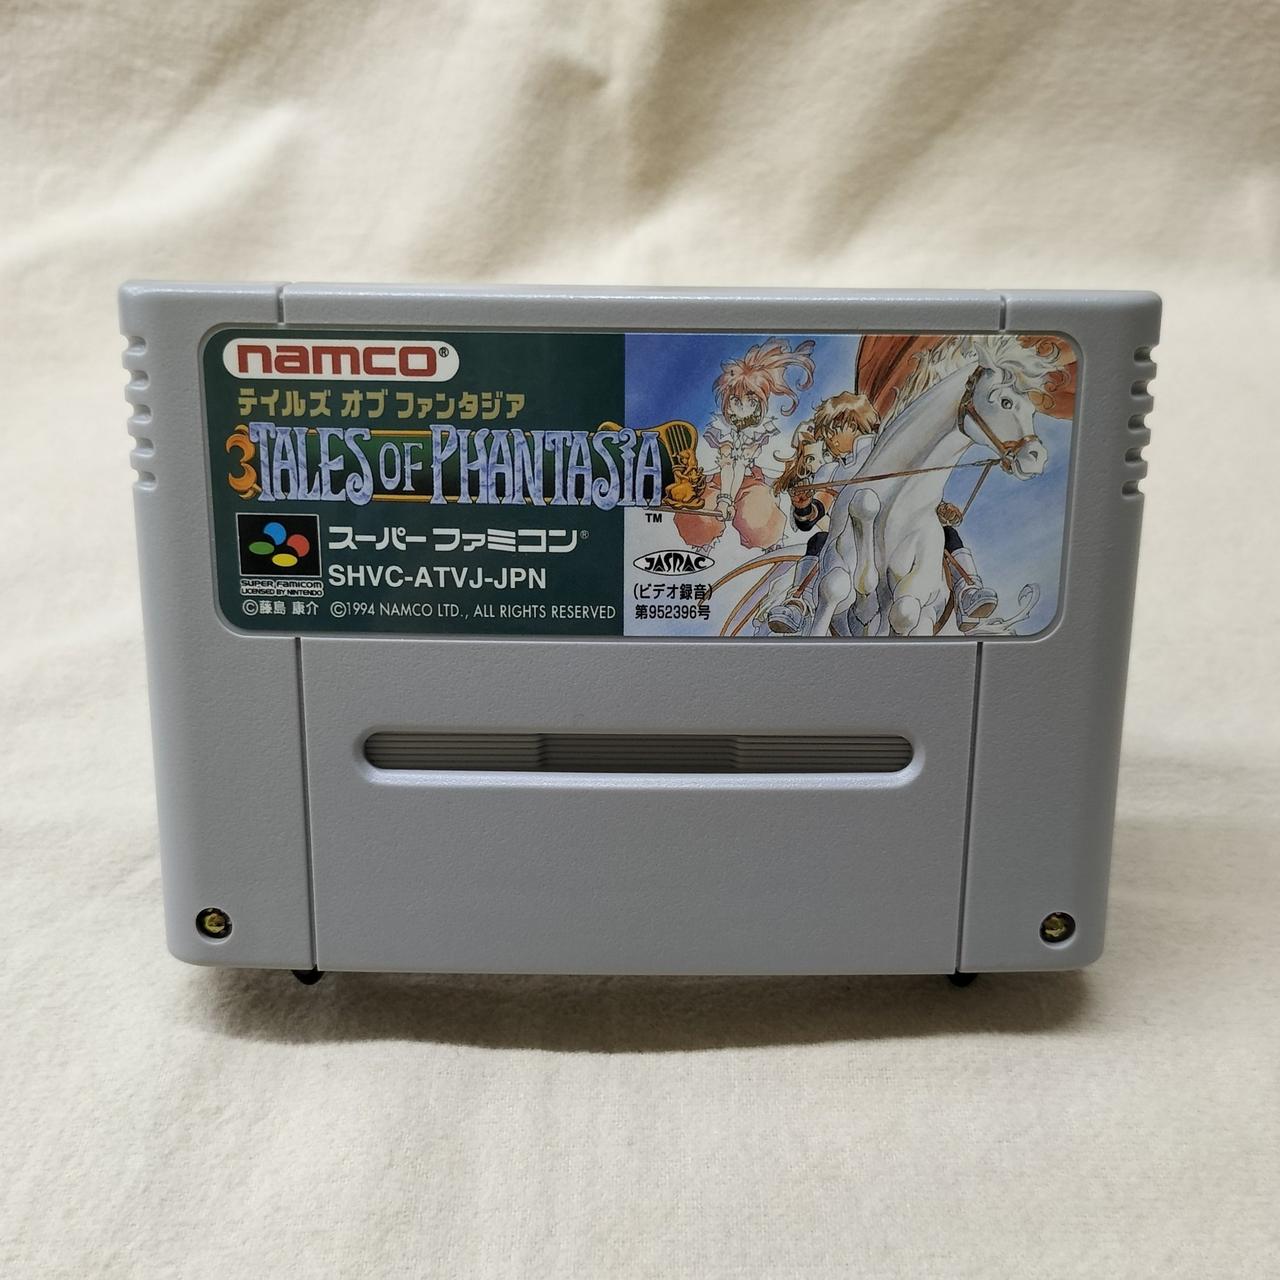 namco®
テイルズ オブ ファンタジア
TALES OF PHANTASIA
TM
SUPER FAMICOM
LICENSED BY NINTENDO
スーパー ファミコン®
SHVC-ATVJ-JPN
©藤島 康介 ©1994 NAMCO LTD., ALL RIGHTS RESERVED
JASRAC
(ビデオ録音)
第952396号